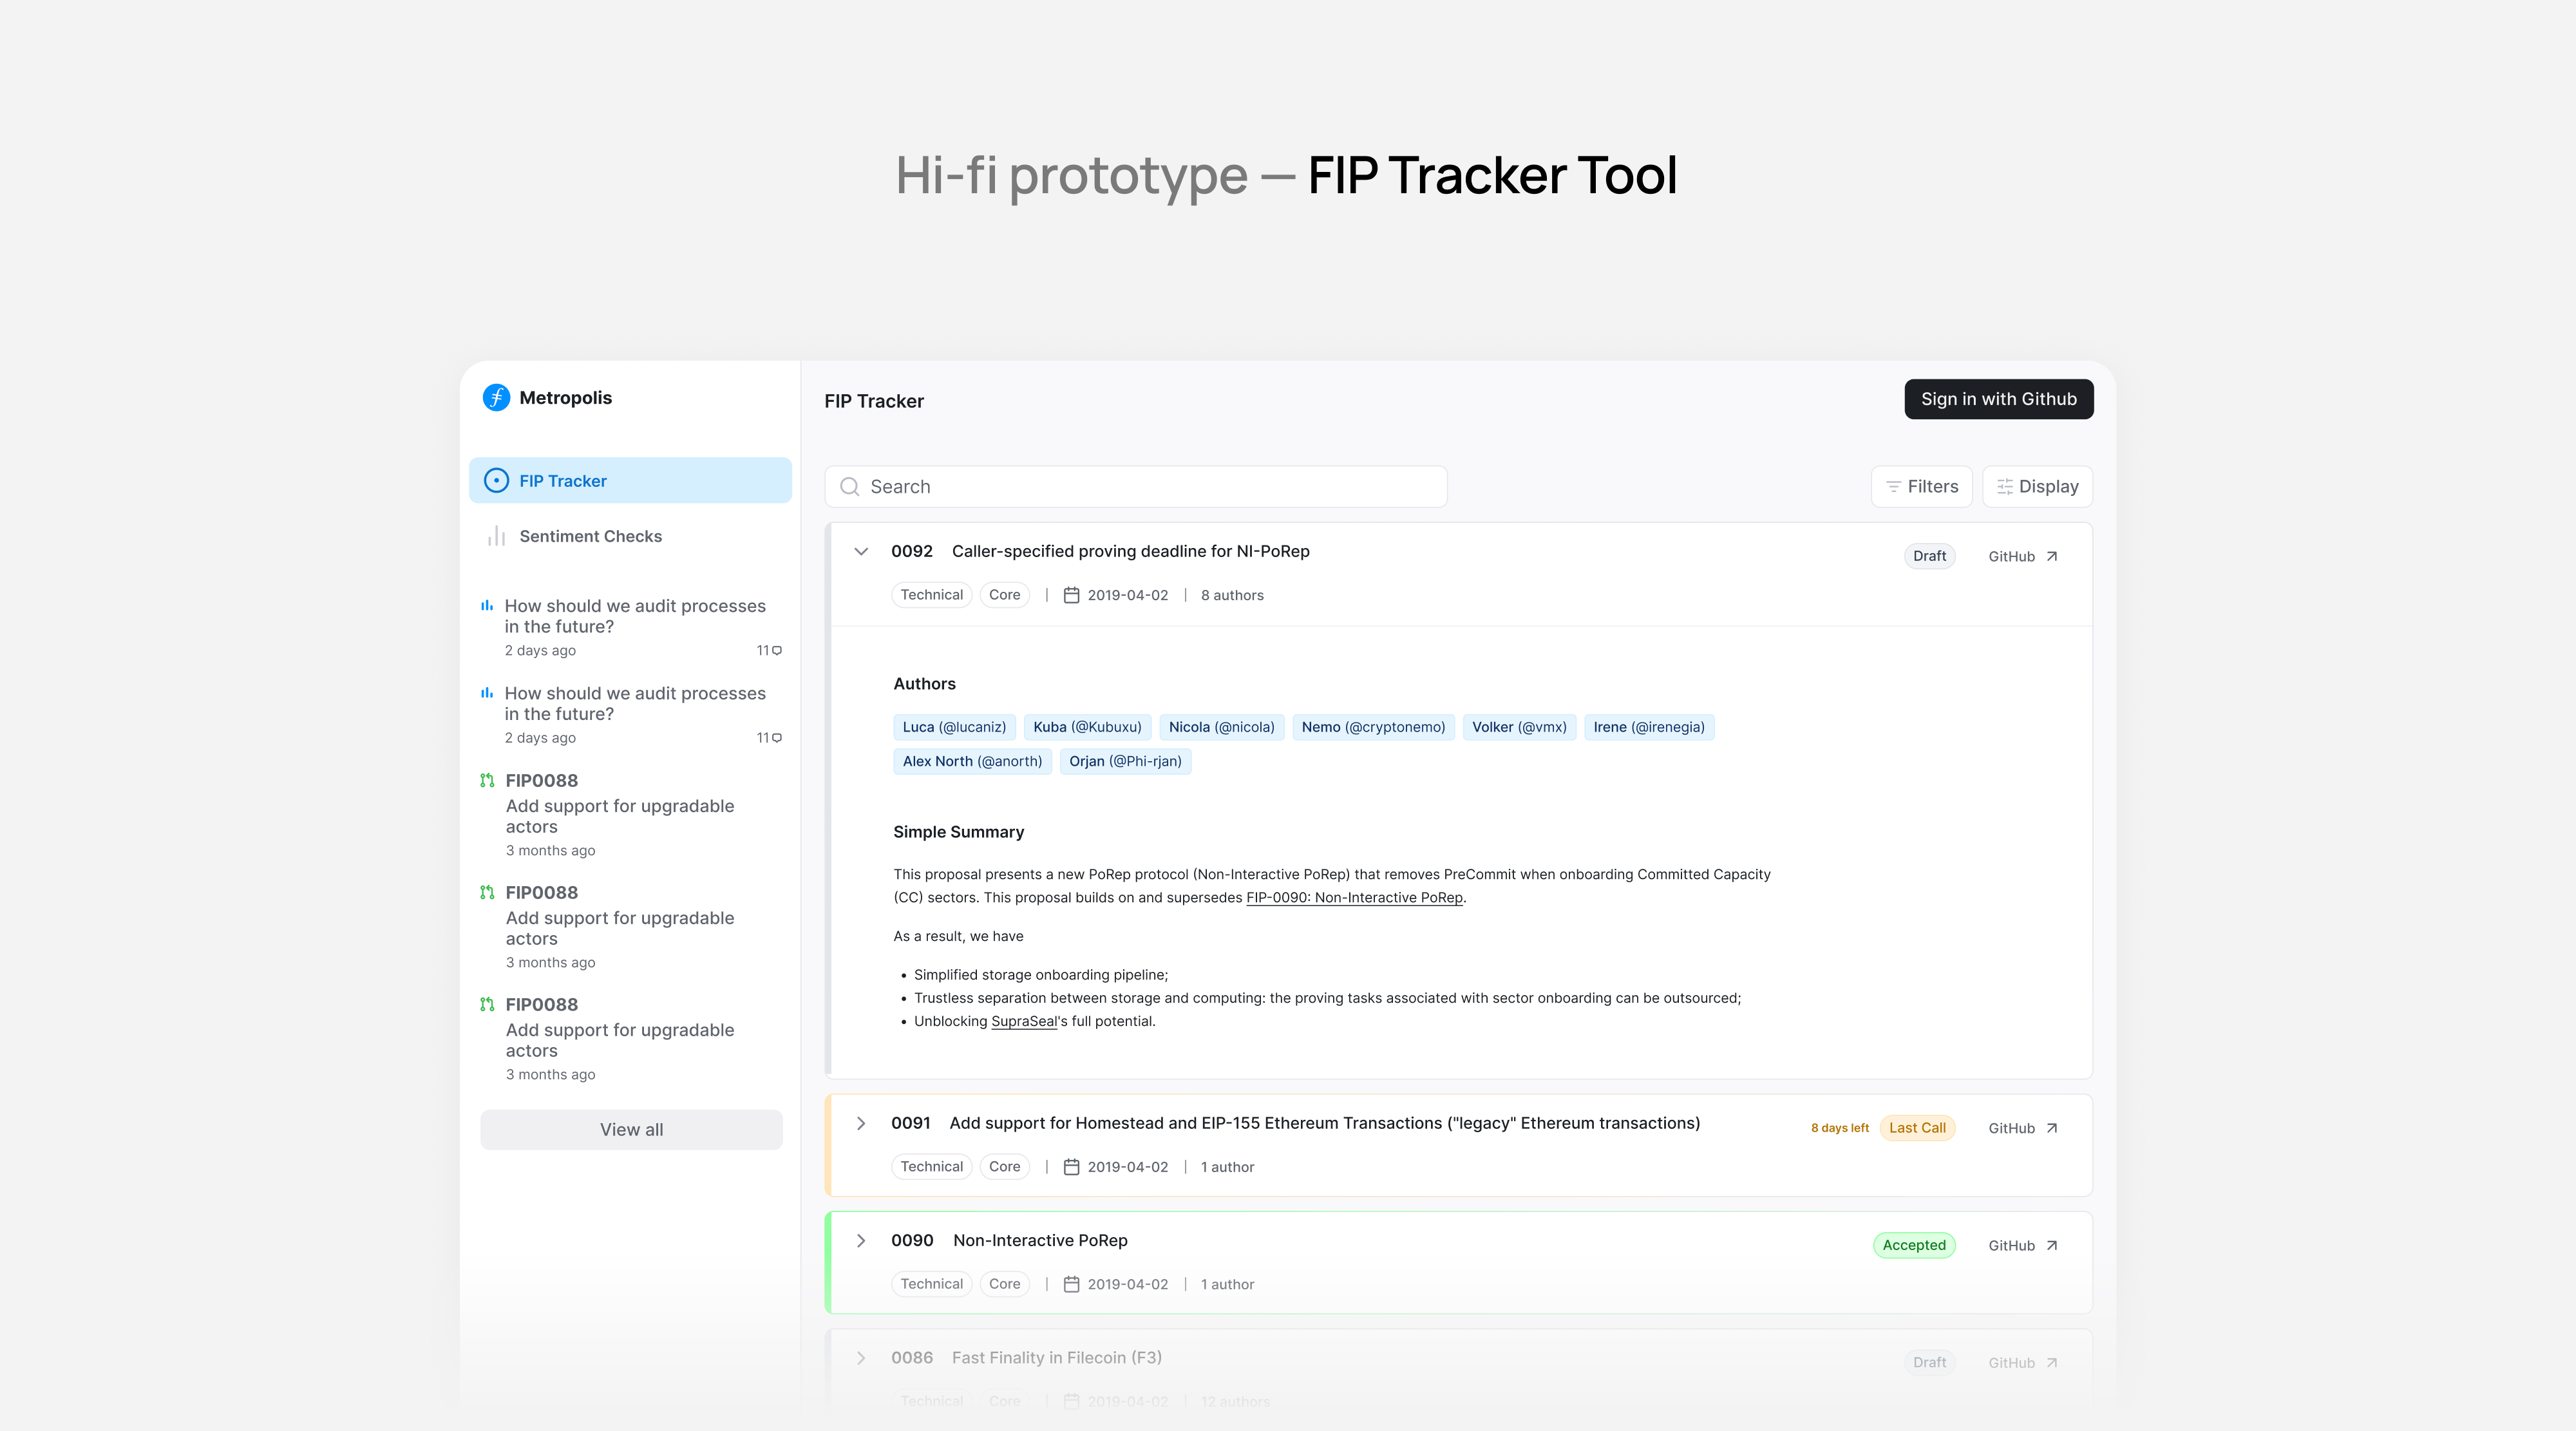 Hi-fi prototype — FIP Tracker Tool
Metropolis
FIP Tracker
Sentiment Checks
How should we audit processes
in the future?
2 days ago 11
How should we audit processes
in the future?
2 days ago 11
FIP0088
Add support for upgradable
actors
3 months ago
FIP0088
Add support for upgradable
actors
3 months ago
FIP0088
Add support for upgradable
actors
3 months ago
View all
FIP Tracker
Sign in with Github
Search
Filters
Display
0092 Caller-specified proving deadline for NI-PoRep
Draft
GitHub
Technical Core | 2019-04-02 | 8 authors
Authors
Luca (@lucaniz) Kuba (@Kubuxu) Nicola (@nicola) Nemo (@cryptonemo) Volker (@vmx) Irene (@irenegia)
Alex North (@anorth) Orjan (@Phi-rjan)
Simple Summary
This proposal presents a new PoRep protocol (Non-Interactive PoRep) that removes PreCommit when onboarding Committed Capacity
(CC) sectors. This proposal builds on and supersedes FIP-0090: Non-Interactive PoRep.
As a result, we have
• Simplified storage onboarding pipeline;
• Trustless separation between storage and computing: the proving tasks associated with sector onboarding can be outsourced;
• Unblocking SupraSeal's full potential.
0091 Add support for Homestead and EIP-155 Ethereum Transactions ("legacy" Ethereum transactions)
8 days left Last Call
GitHub
Technical Core | 2019-04-02 | 1 author
0090 Non-Interactive PoRep
Accepted
GitHub
Technical Core | 2019-04-02 | 1 author
0086 Fast Finality in Filecoin (F3)
Draft
GitHub
Technical Core | 2019-04-02 | 12 authors